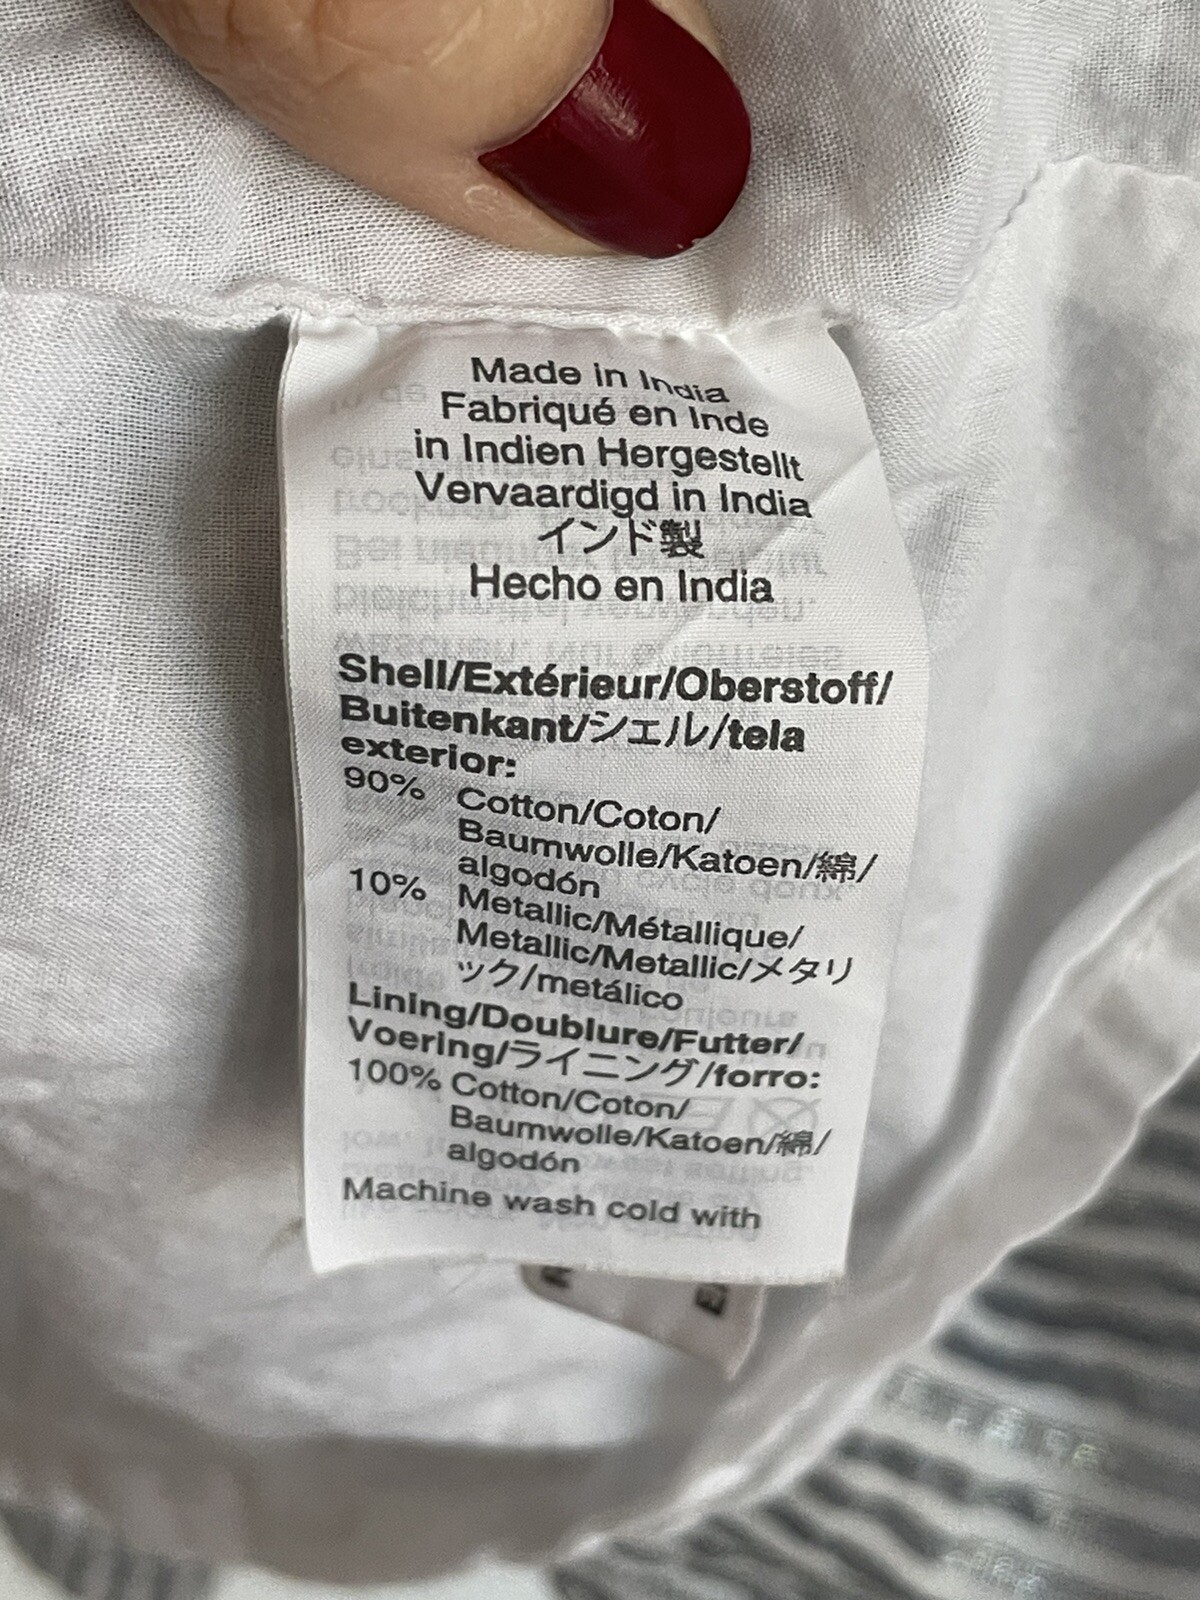 Made in India
Fabriqué en Inde
in Indien Hergestellt
Vervaardigd in India
インド製
Hecho en India
Shell/Extérieur/Oberstoff/
Buitenkant/シェル/tela
exterior:
90% Cotton/Coton/
Baumwolle/Katoen/綿/
algodón
10% Metallic/Métallique/
Metallic/Metallic/メタリ
ック/metálico
Lining/Doublure/Futter/
Voering/ライニング/forro:
100% Cotton/Coton/
Baumwolle/Katoen/綿/
algodón
Machine wash cold with